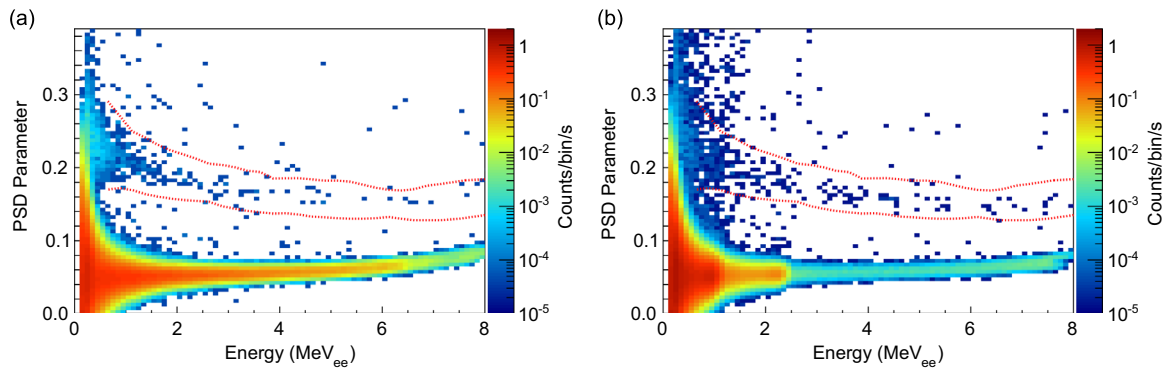 (a)
PSD Parameter
0.3
0.2
0.1
0.0
0 2 4 6 8
Energy (MeV_ee)
1
10^-1
10^-2
10^-3
10^-4
10^-5
Counts/bin/s
(b)
PSD Parameter
0.3
0.2
0.1
0.0
0 2 4 6 8
Energy (MeV_ee)
1
10^-1
10^-2
10^-3
10^-4
10^-5
Counts/bin/s